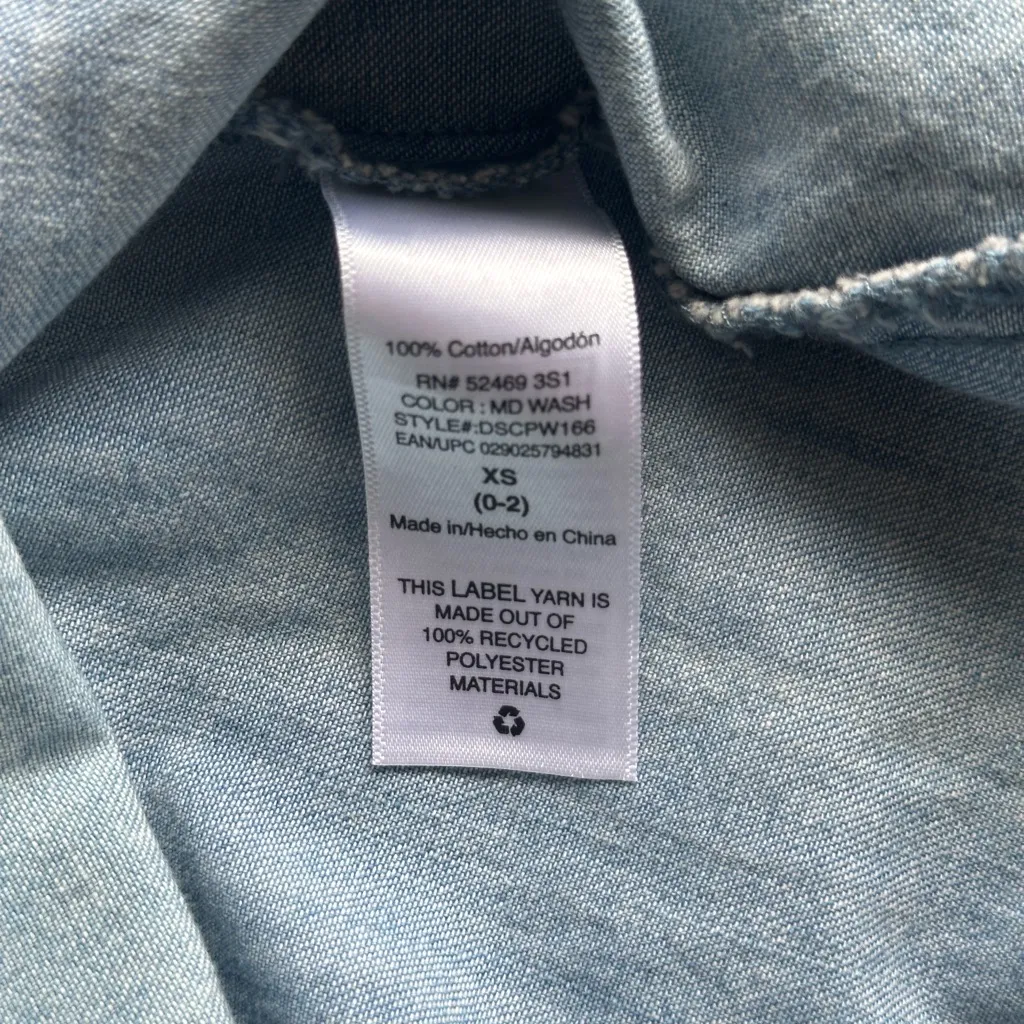 100% Cotton/Algodón
RN# 52469 3S1
COLOR : MD WASH
STYLE#:DSCPW166
EAN/UPC 029025794831
XS
(0-2)
Made in/Hecho en China
THIS LABEL YARN IS
MADE OUT OF
100% RECYCLED
POLYESTER
MATERIALS